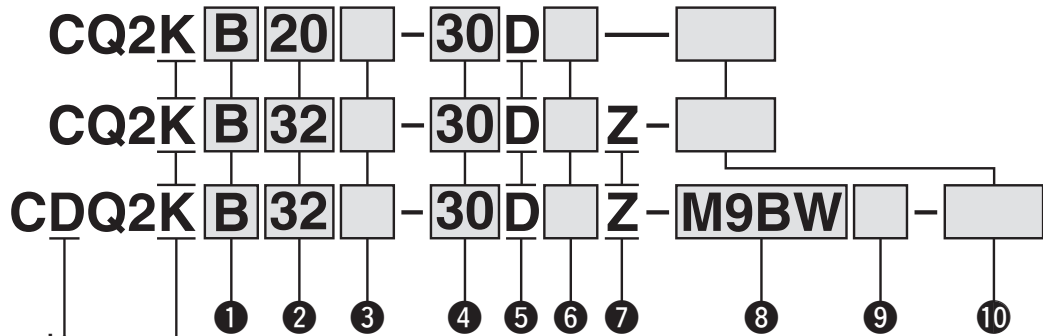 CQ2K B 20 – 30 D —
CQ2K B 32 – 30 D Z –
CDQ2K B 32 – 30 D Z – M9BW –
❶ ❷ ❸ ❹ ❺ ❻ ❼ ❽ ❾ ❿